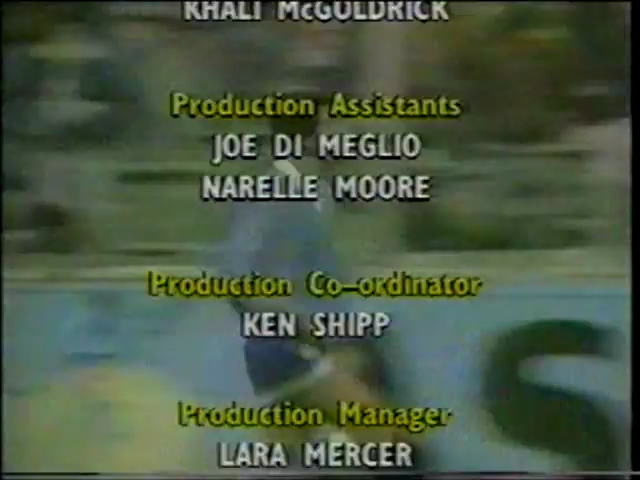 KHALI McGOLDRICK
Production Assistants
JOE DI MEGLIO
NARELLE MOORE
Production Co-ordinator
KEN SHIPP
S
Production Manager
LARA MERCER